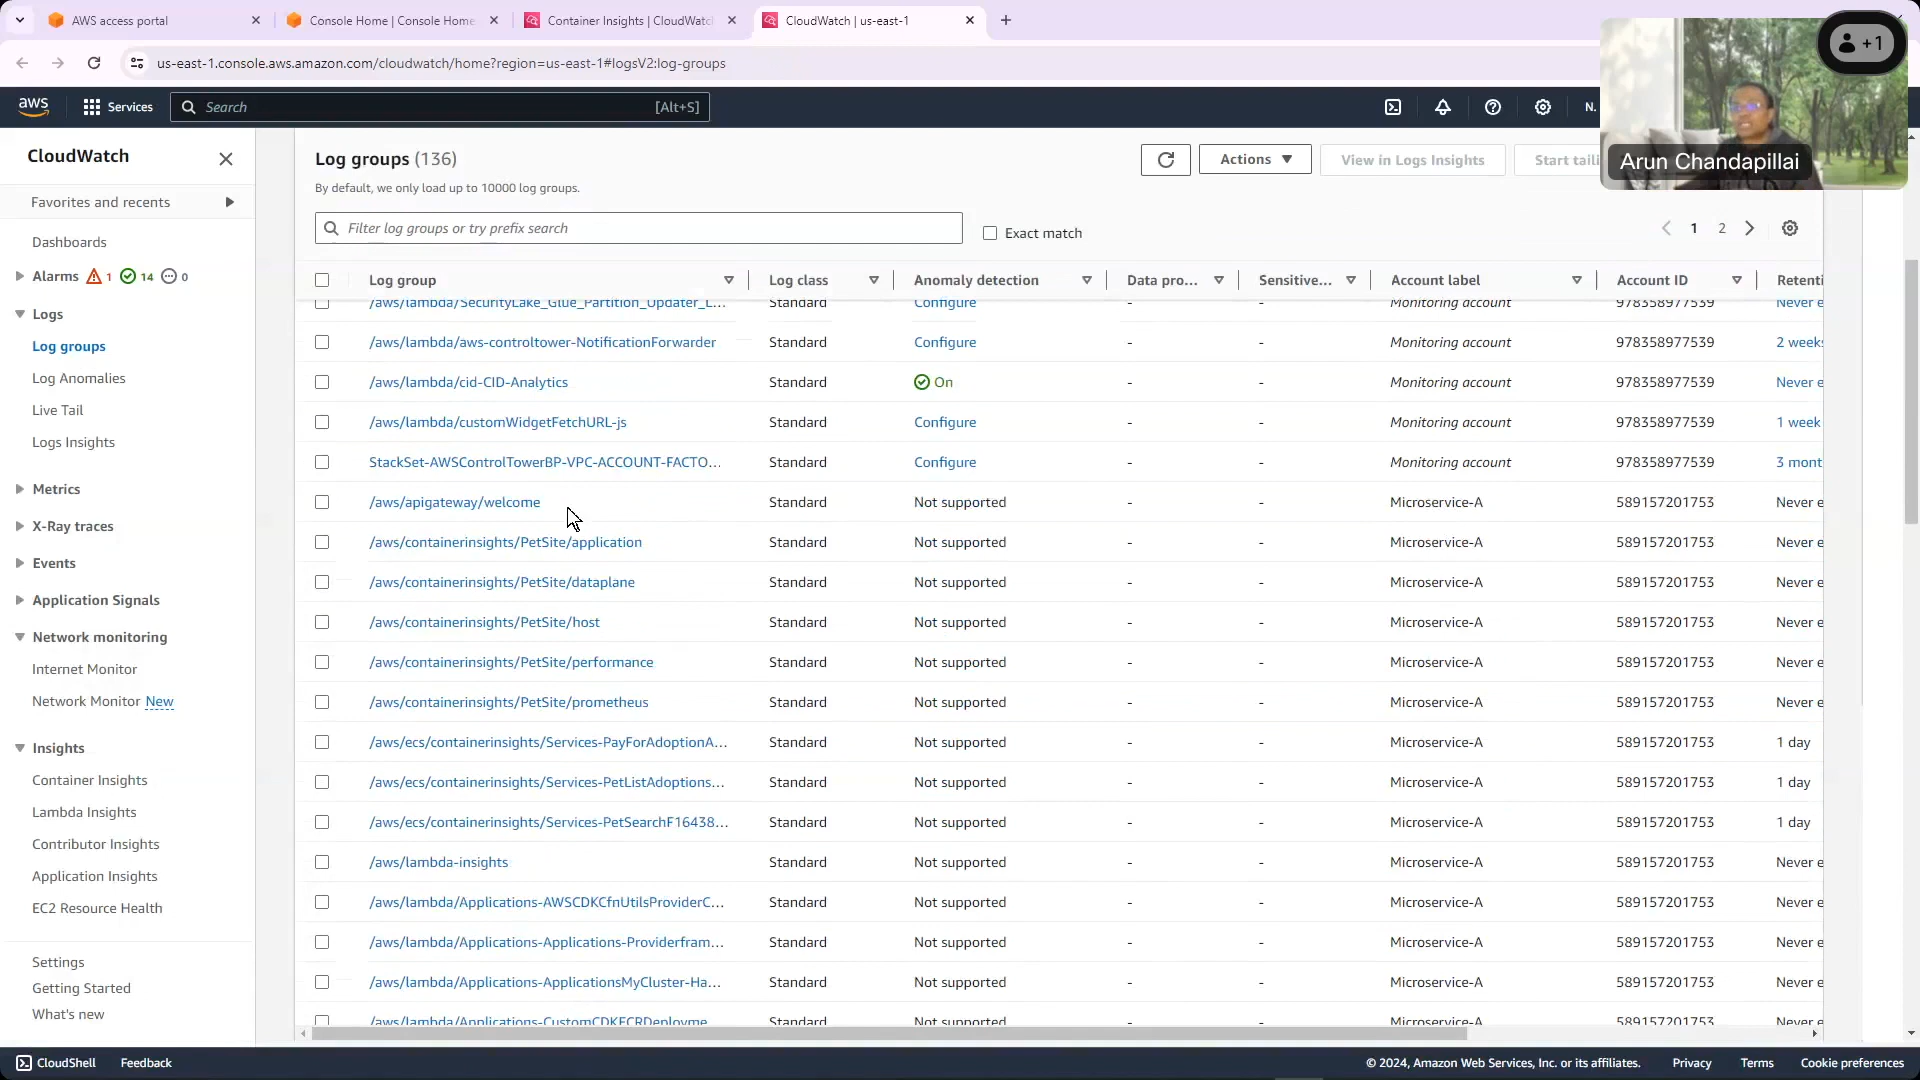 AWS access portal
Console Home | Console Home
Container Insights | CloudWatc
CloudWatch | us-east-1
us-east-1.console.aws.amazon.com/cloudwatch/home?region=us-east-1#logsV2:log-groups
+1
aws
Services
Search
[Alt+S]
N.
Arun Chandapillai
CloudWatch
Favorites and recents
Dashboards
Alarms 1 14 0
Logs
Log groups
Log Anomalies
Live Tail
Logs Insights
Metrics
X-Ray traces
Events
Application Signals
Network monitoring
Internet Monitor
Network Monitor New
Insights
Container Insights
Lambda Insights
Contributor Insights
Application Insights
EC2 Resource Health
Settings
Getting Started
What's new
Log groups (136)
By default, we only load up to 10000 log groups.
Actions
View in Logs Insights
Start taili
Filter log groups or try prefix search
Exact match
1 2
Log group Log class Anomaly detection Data pro... Sensitive... Account label Account ID Retenti
/aws/lambda/SecurityLake_Glue_Partition_Updater_L... Standard Configure - - Monitoring account 978358977539 Never e
/aws/lambda/aws-controltower-NotificationForwarder Standard Configure - - Monitoring account 978358977539 2 weeks
/aws/lambda/cid-CID-Analytics Standard On - - Monitoring account 978358977539 Never e
/aws/lambda/customWidgetFetchURL-js Standard Configure - - Monitoring account 978358977539 1 week
StackSet-AWSControlTowerBP-VPC-ACCOUNT-FACTO... Standard Configure - - Monitoring account 978358977539 3 mont
/aws/apigateway/welcome Standard Not supported - - Microservice-A 589157201753 Never e
/aws/containerinsights/PetSite/application Standard Not supported - - Microservice-A 589157201753 Never e
/aws/containerinsights/PetSite/dataplane Standard Not supported - - Microservice-A 589157201753 Never e
/aws/containerinsights/PetSite/host Standard Not supported - - Microservice-A 589157201753 Never e
/aws/containerinsights/PetSite/performance Standard Not supported - - Microservice-A 589157201753 Never e
/aws/containerinsights/PetSite/prometheus Standard Not supported - - Microservice-A 589157201753 Never e
/aws/ecs/containerinsights/Services-PayForAdoptionA... Standard Not supported - - Microservice-A 589157201753 1 day
/aws/ecs/containerinsights/Services-PetListAdoptions... Standard Not supported - - Microservice-A 589157201753 1 day
/aws/ecs/containerinsights/Services-PetSearchF16438... Standard Not supported - - Microservice-A 589157201753 1 day
/aws/lambda-insights Standard Not supported - - Microservice-A 589157201753 Never e
/aws/lambda/Applications-AWSCDKCfnUtilsProviderC... Standard Not supported - - Microservice-A 589157201753 Never e
/aws/lambda/Applications-Applications-Providerfram... Standard Not supported - - Microservice-A 589157201753 Never e
/aws/lambda/Applications-ApplicationsMyCluster-Ha... Standard Not supported - - Microservice-A 589157201753 Never e
/aws/lambda/Applications-CustomCDKECRDeployme Standard Not supported Microservice-A 589157201753 Never e
CloudShell Feedback
© 2024, Amazon Web Services, Inc. or its affiliates. Privacy Terms Cookie preferences